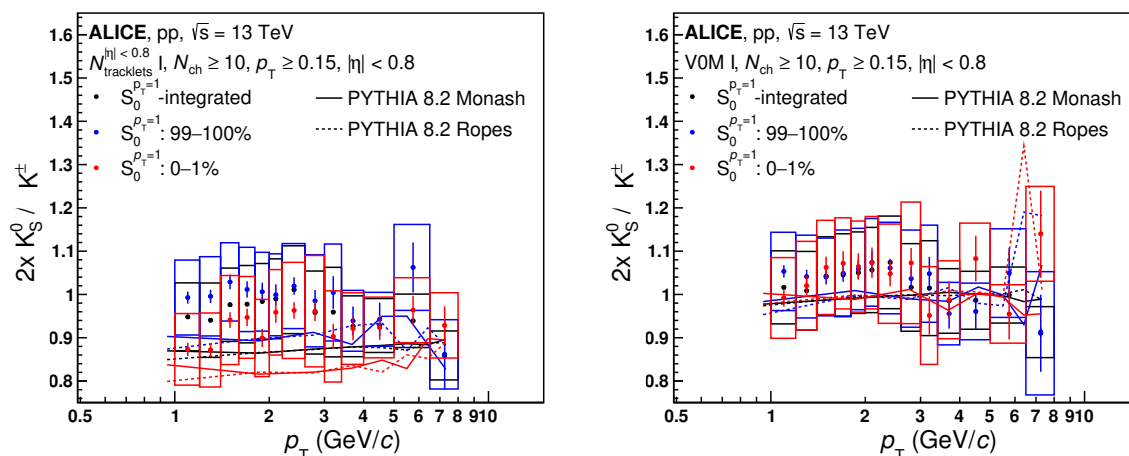 ALICE, pp, √s = 13 TeV
N_tracklets^|η| < 0.8 I, N_ch ≥ 10, p_T ≥ 0.15, |η| < 0.8
S_0^p_T=1-integrated
S_0^p_T=1: 99–100%
S_0^p_T=1: 0–1%
PYTHIA 8.2 Monash
PYTHIA 8.2 Ropes
2x K_S^0 / K^±
1.6
1.5
1.4
1.3
1.2
1.1
1
0.9
0.8
0.5 1 2 3 4 5 6 7 8 910
p_T (GeV/c)
ALICE, pp, √s = 13 TeV
V0M I, N_ch ≥ 10, p_T ≥ 0.15, |η| < 0.8
S_0^p_T=1-integrated
S_0^p_T=1: 99–100%
S_0^p_T=1: 0–1%
PYTHIA 8.2 Monash
PYTHIA 8.2 Ropes
2x K_S^0 / K^±
1.6
1.5
1.4
1.3
1.2
1.1
1
0.9
0.8
0.5 1 2 3 4 5 6 7 8 910
p_T (GeV/c)